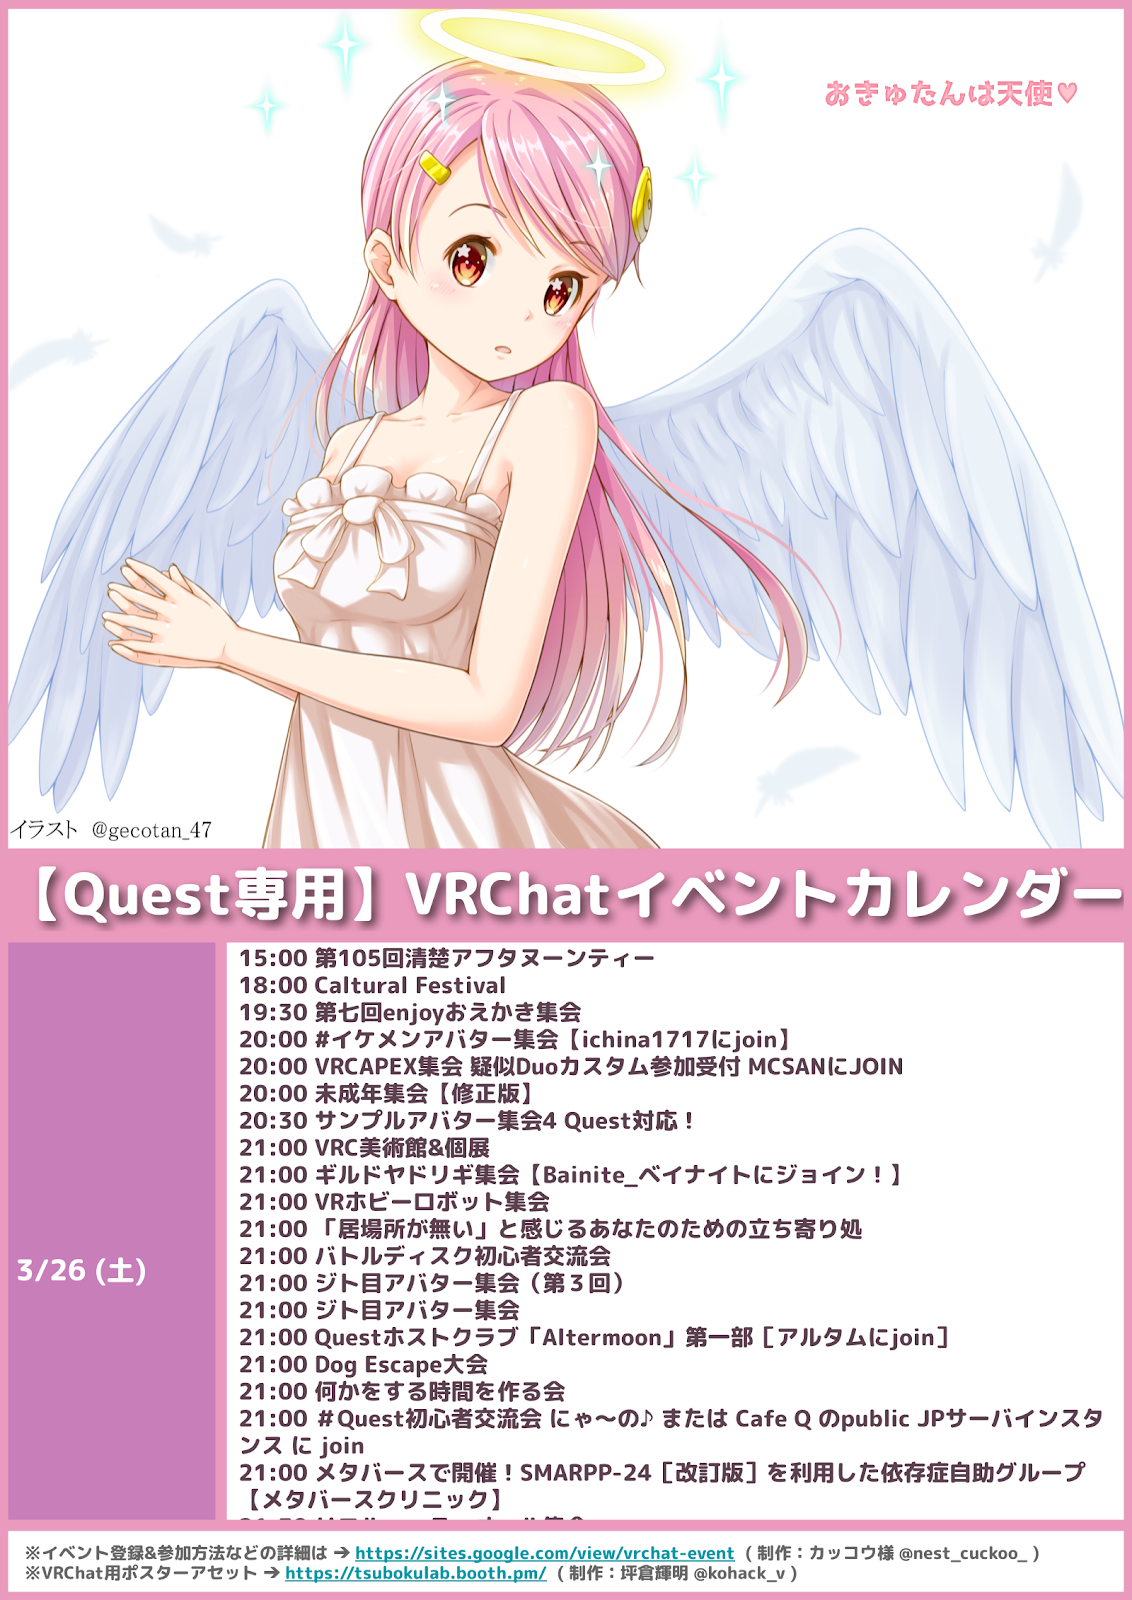 おきゅたんは天使♥
イラスト @gecotan_47
【Quest専用】VRChatイベントカレンダー
3/26 (土)
15:00 第105回清楚アフタヌーンティー
18:00 Caltural Festival
19:30 第七回enjoyおえかき集会
20:00 #イケメンアバター集会【ichina1717にjoin】
20:00 VRCAPEX集会 疑似Duoカスタム参加受付 MCSANにJOIN
20:00 未成年集会【修正版】
20:30 サンプルアバター集会4 Quest対応！
21:00 VRC美術館&個展
21:00 ギルドヤドリギ集会【Bainite_ベイナイトにジョイン！】
21:00 VRホビーロボット集会
21:00 「居場所が無い」と感じるあなたのための立ち寄り処
21:00 バトルディスク初心者交流会
21:00 ジト目アバター集会（第３回）
21:00 ジト目アバター集会
21:00 Questホストクラブ「Altermoon」第一部［アルタムにjoin］
21:00 Dog Escape大会
21:00 何かをする時間を作る会
21:00 ＃Quest初心者交流会 にゃ～の♪ または Cafe Q のpublic JPサーバインスタ
ンス に join
21:00 メタバースで開催！SMARPP-24［改訂版］を利用した依存症自助グループ
【メタバースクリニック】
※イベント登録&参加方法などの詳細は → https://sites.google.com/view/vrchat-event ( 制作：カッコウ様 @nest_cuckoo_ )
※VRChat用ポスターアセット → https://tsubokulab.booth.pm/ ( 制作：坪倉輝明 @kohack_v )